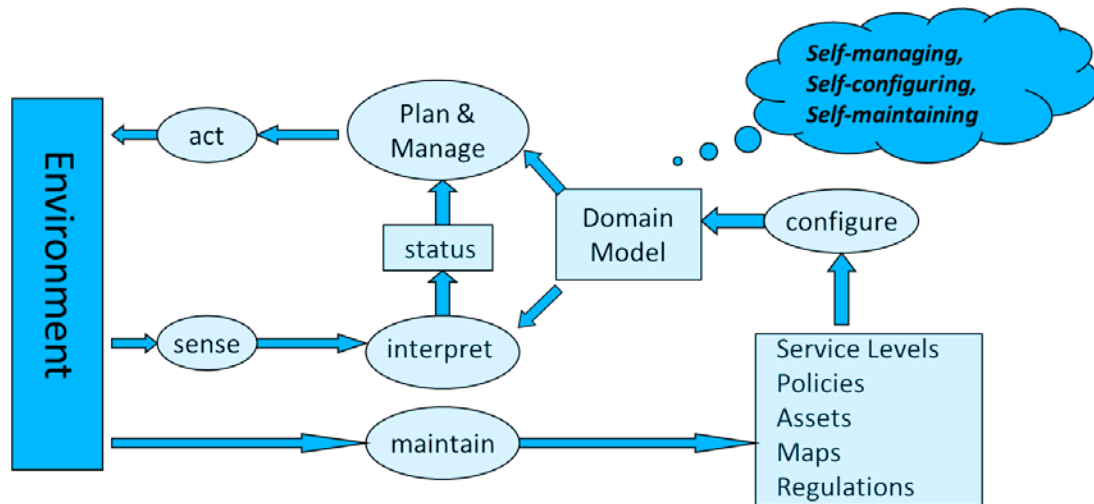 Self-managing,
Self-configuring,
Self-maintaining
Environment
act
Plan &
Manage
status
Domain
Model
configure
sense
interpret
maintain
Service Levels
Policies
Assets
Maps
Regulations